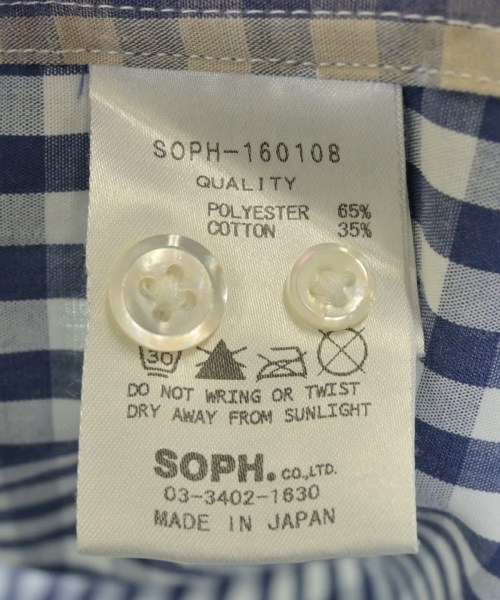 SOPH-160108
QUALITY
POLYESTER 65%
COTTON 35%
30
DO NOT WRING OR TWIST
DRY AWAY FROM SUNLIGHT
SOPH. CO.,LTD.
03-3402-1630
MADE IN JAPAN